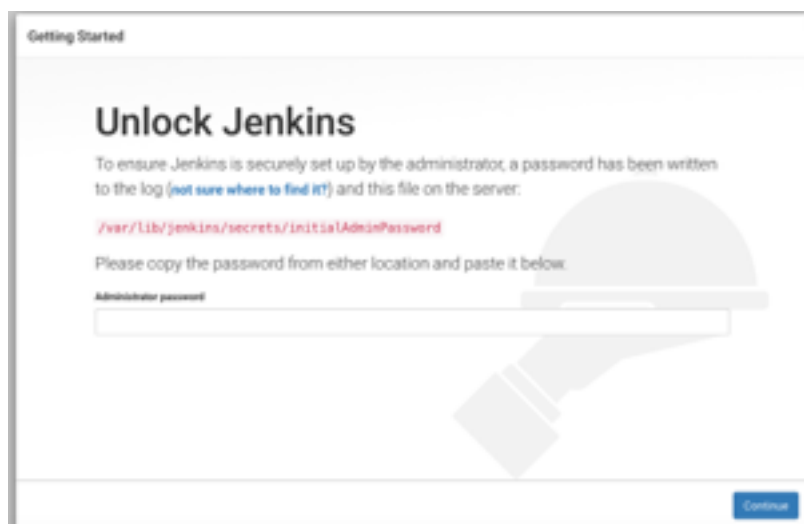 Getting Started
Unlock Jenkins
To ensure Jenkins is securely set up by the administrator, a password has been written
to the log (not sure where to find it?) and this file on the server:
/var/lib/jenkins/secrets/initialAdminPassword
Please copy the password from either location and paste it below.
Administrator password
Continue